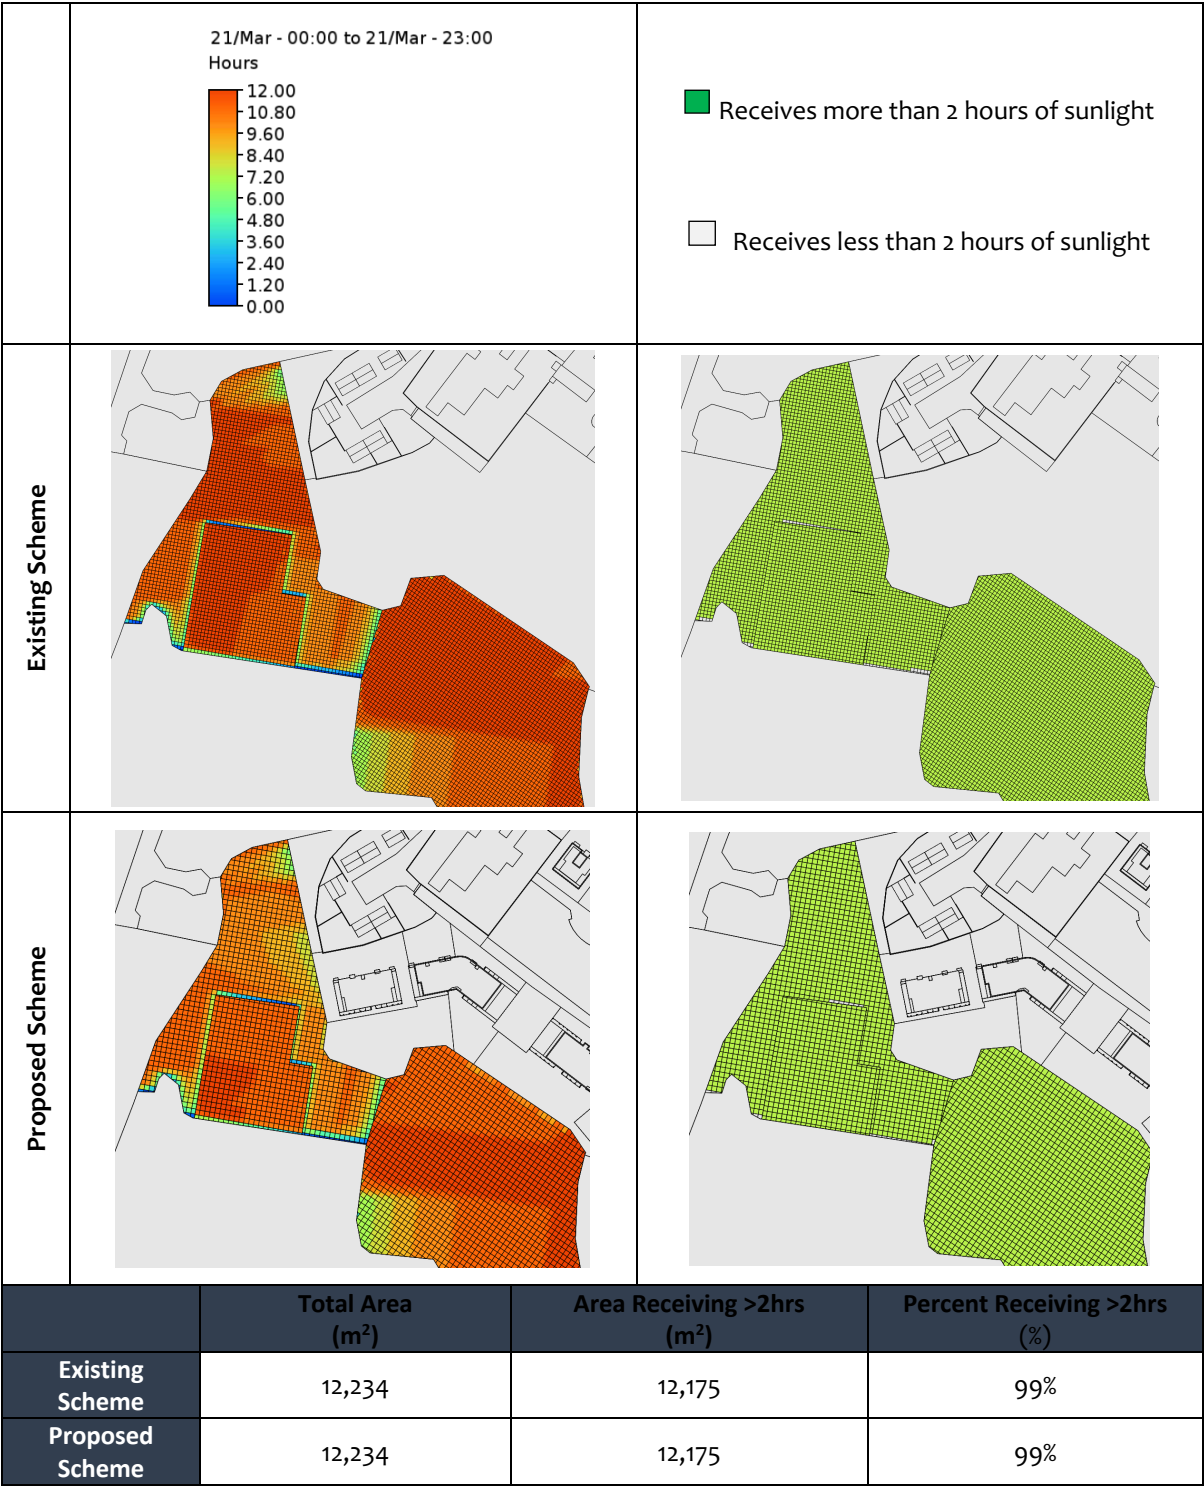 21/Mar - 00:00 to 21/Mar - 23:00
Hours
12.00
10.80
9.60
8.40
7.20
6.00
4.80
3.60
2.40
1.20
0.00
Receives more than 2 hours of sunlight
Receives less than 2 hours of sunlight
Existing Scheme
Proposed Scheme
Total Area
(m²)
Area Receiving >2hrs
(m²)
Percent Receiving >2hrs
(%)
Existing
Scheme
12,234
12,175
99%
Proposed
Scheme
12,234
12,175
99%